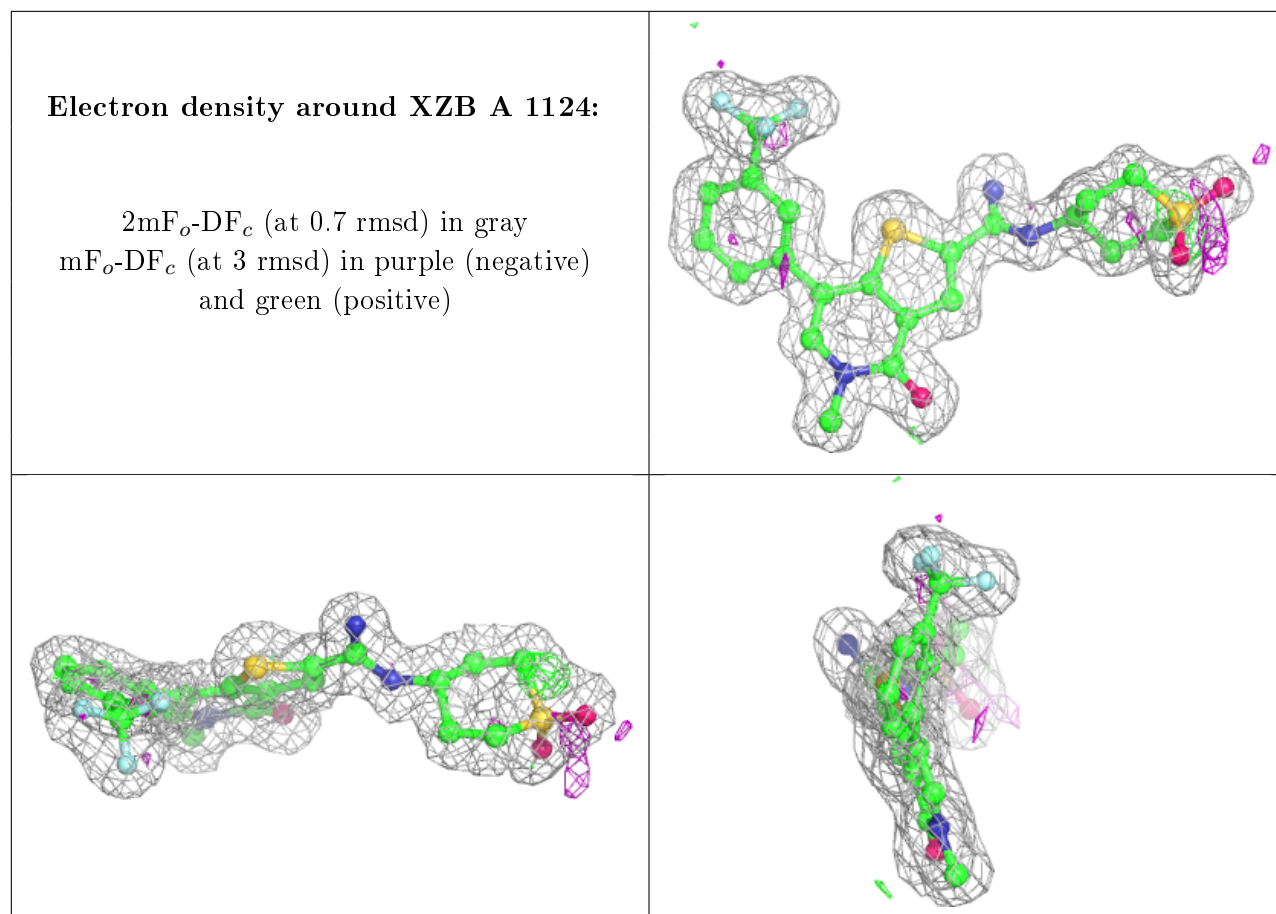 Electron density around XZB A 1124:
2mFo-DFc (at 0.7 rmsd) in gray
mFo-DFc (at 3 rmsd) in purple (negative)
and green (positive)